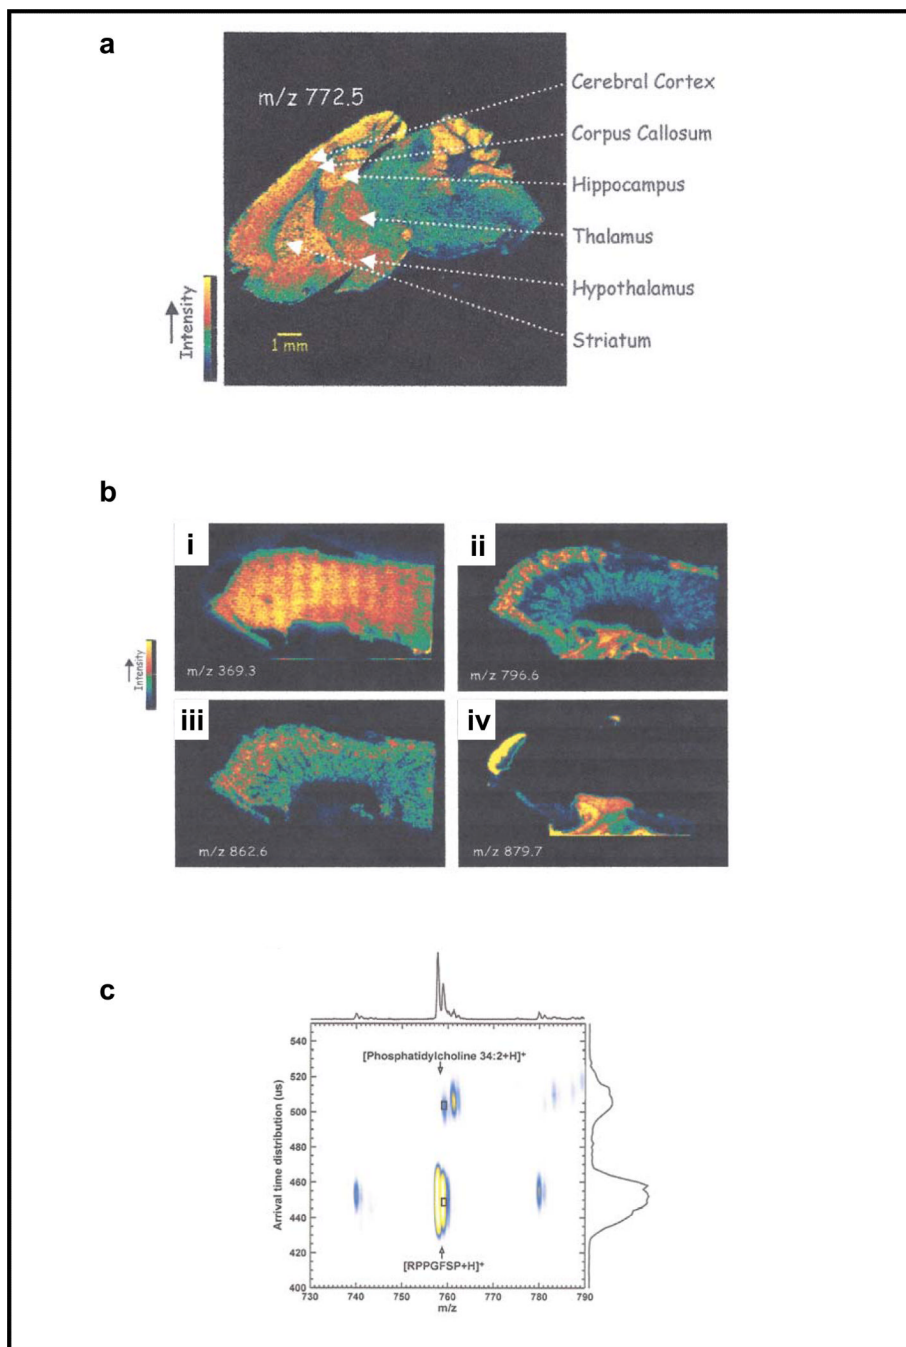 a
m/z 772.5
Cerebral Cortex
Corpus Callosum
Hippocampus
Thalamus
Hypothalamus
Striatum
Intensity
1 mm
b
i
ii
Intensity
m/z 369.3
m/z 796.6
iii
iv
m/z 862.6
m/z 879.7
c
[Phosphatidylcholine 34:2+H]+
[RPPGFSP+H]+
Arrival time distribution (us)
540
520
500
480
460
440
420
400
730 740 750 760 770 780 790
m/z